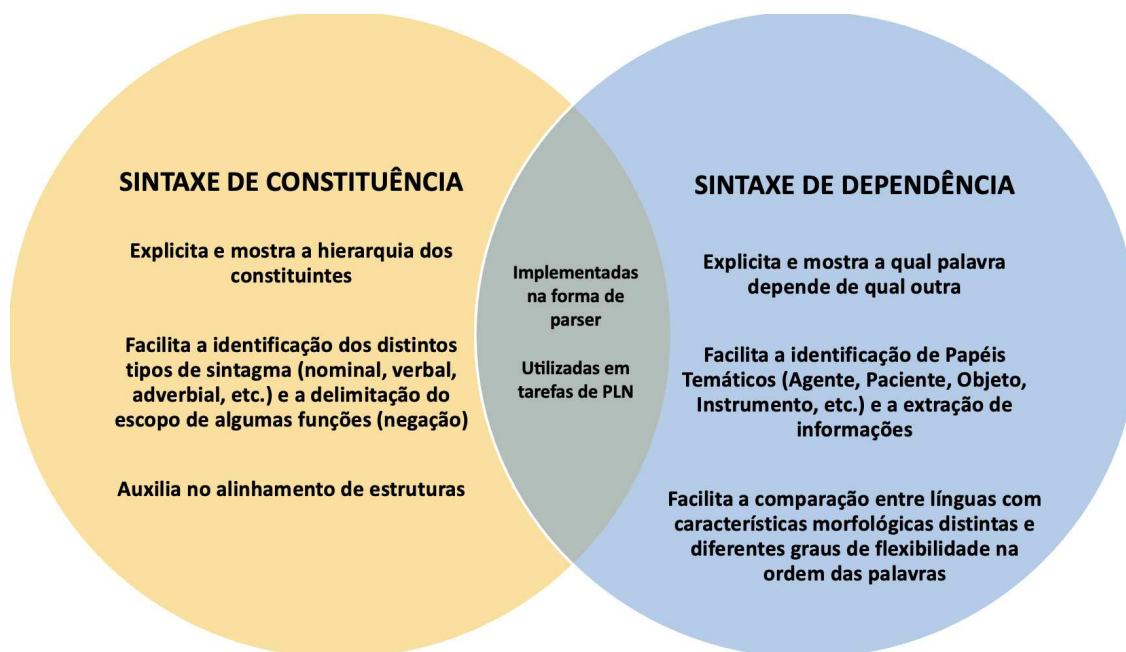 SINTAXE DE CONSTITUÊNCIA
Explicita e mostra a hierarquia dos
constituintes
Facilita a identificação dos distintos
tipos de sintagma (nominal, verbal,
adverbial, etc.) e a delimitação do
escopo de algumas funções (negação)
Auxilia no alinhamento de estruturas
Implementadas
na forma de
parser
Utilizadas em
tarefas de PLN
SINTAXE DE DEPENDÊNCIA
Explicita e mostra a qual palavra
depende de qual outra
Facilita a identificação de Papéis
Temáticos (Agente, Paciente, Objeto,
Instrumento, etc.) e a extração de
informações
Facilita a comparação entre línguas com
características morfológicas distintas e
diferentes graus de flexibilidade na
ordem das palavras